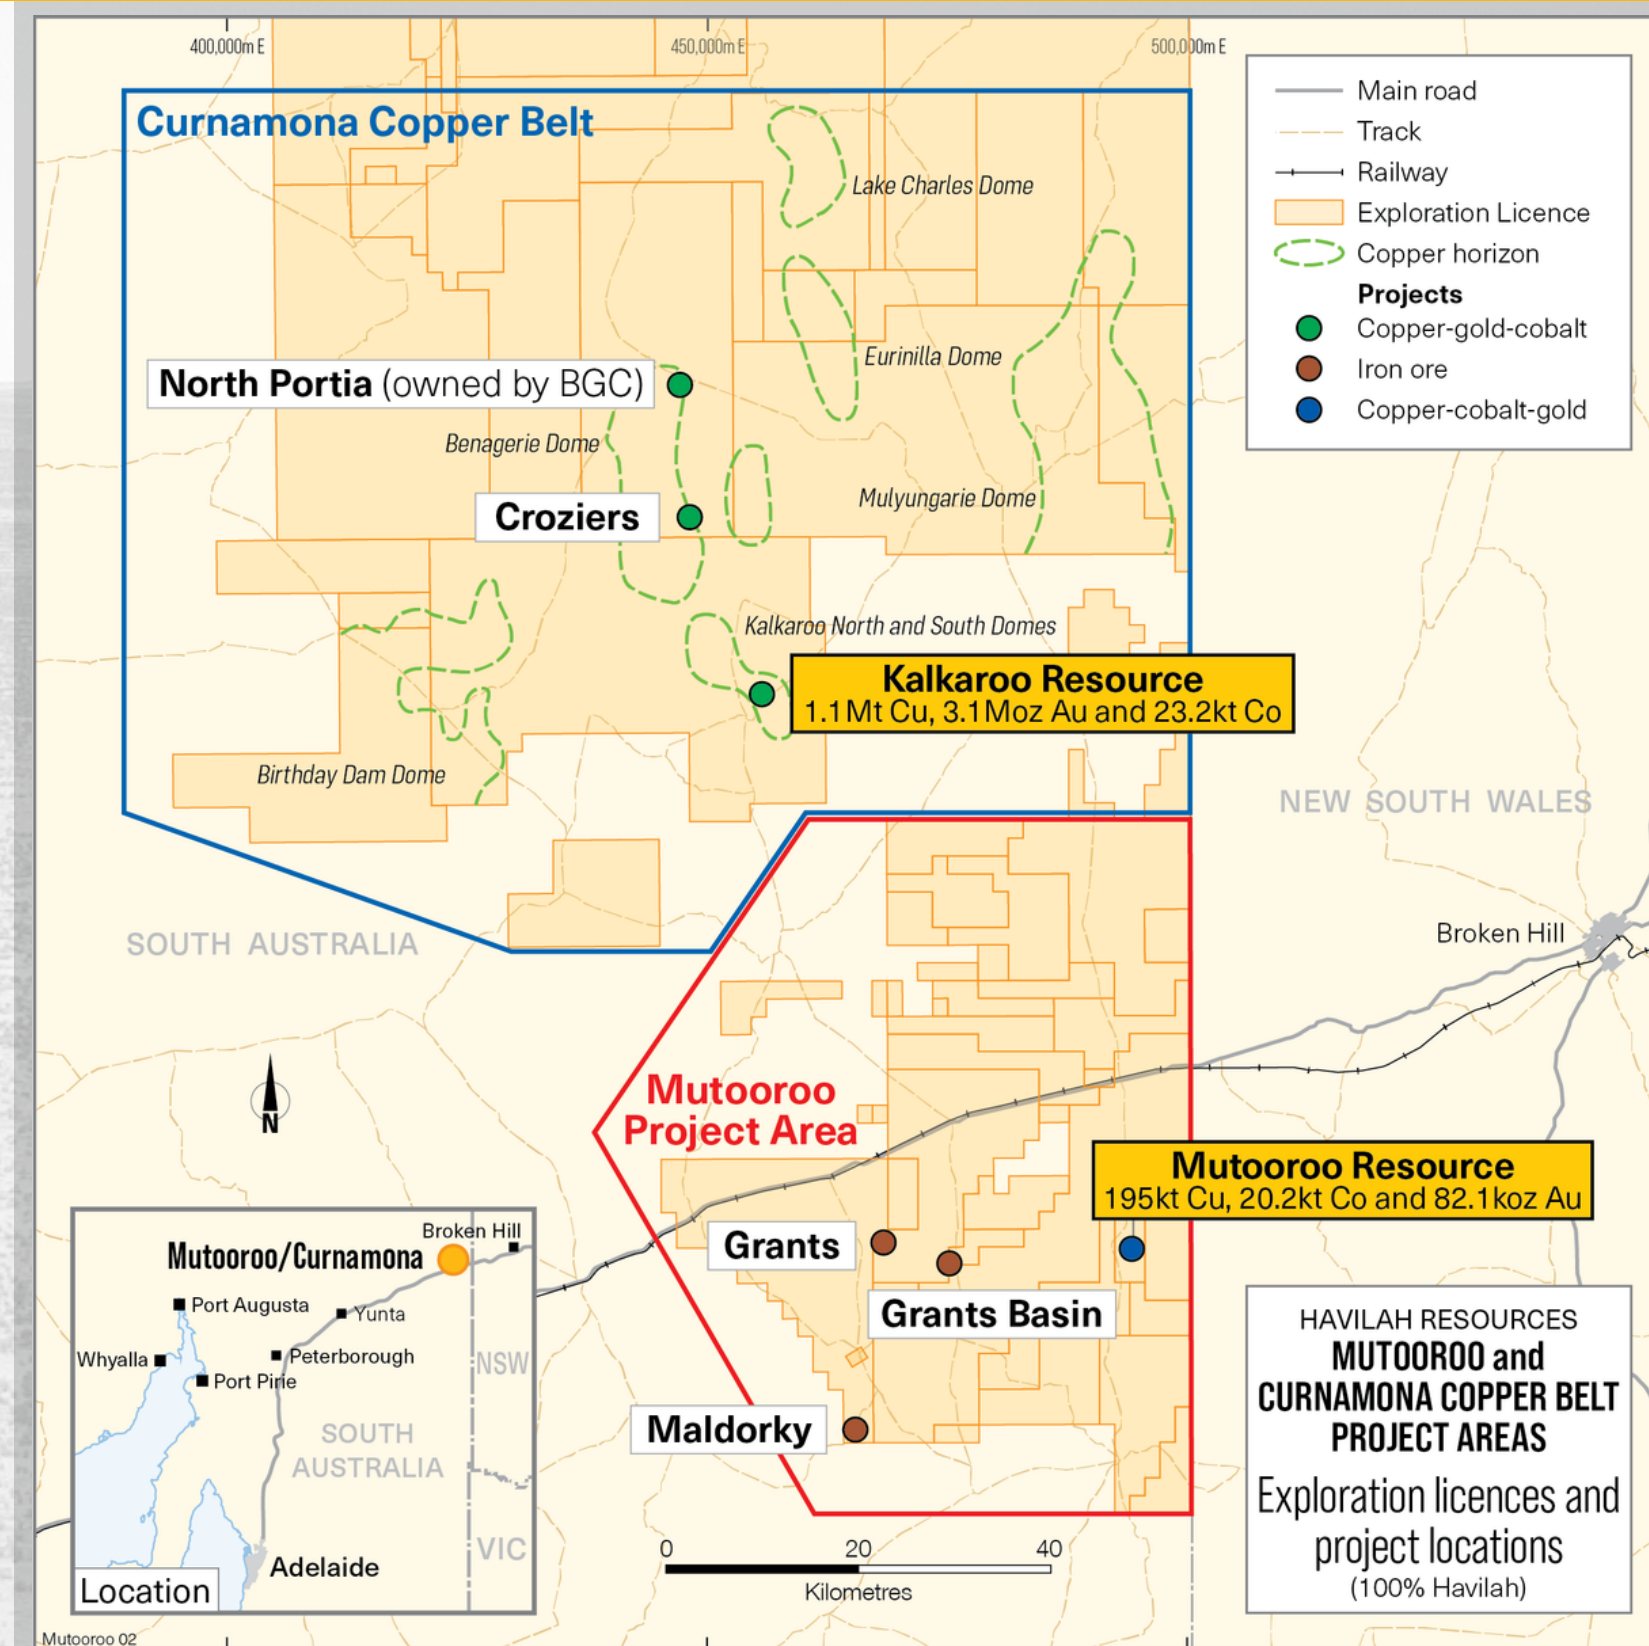 400,000m E
450,000m E
500,000m E
Curnamona Copper Belt
Main road
Track
Railway
Exploration Licence
Copper horizon
Projects
Copper-gold-cobalt
Iron ore
Copper-cobalt-gold
Lake Charles Dome
Eurinilla Dome
North Portia (owned by BGC)
Benagerie Dome
Croziers
Mulyungarie Dome
Kalkaroo North and South Domes
Kalkaroo Resource
1.1Mt Cu, 3.1Moz Au and 23.2kt Co
Birthday Dam Dome
NEW SOUTH WALES
SOUTH AUSTRALIA
Broken Hill
N
Mutooroo
Project Area
Mutooroo Resource
195kt Cu, 20.2kt Co and 82.1koz Au
Grants
Grants Basin
Maldorky
Broken Hill
Mutooroo/Curnamona
Port Augusta
Yunta
Whyalla
Peterborough
Port Pirie
NSW
SOUTH
AUSTRALIA
VIC
Adelaide
Location
0 20 40
Kilometres
HAVILAH RESOURCES
MUTOOROO and
CURNAMONA COPPER BELT
PROJECT AREAS
Exploration licences and
project locations
(100% Havilah)
Mutooroo 02